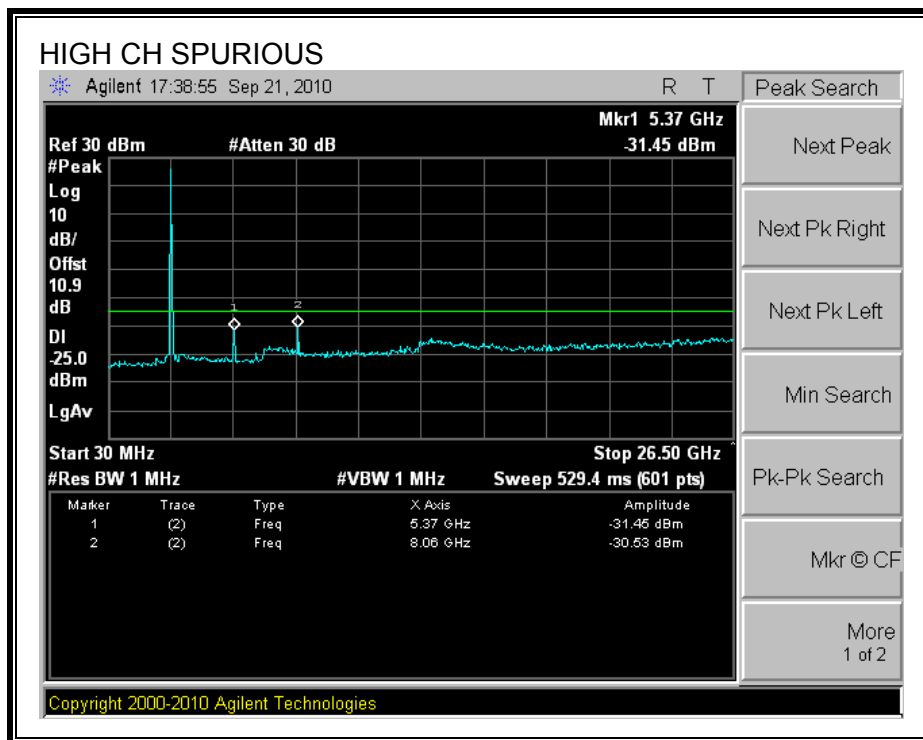 HIGH CH SPURIOUS
Agilent 17:38:55 Sep 21, 2010 R T
Peak Search
Mkr1 5.37 GHz
Ref 30 dBm #Atten 30 dB -31.45 dBm
#Peak
Log
10
dB/
Offst
10.9
dB
DI
-25.0
dBm
LgAv
1
2
Start 30 MHz Stop 26.50 GHz
#Res BW 1 MHz #VBW 1 MHz Sweep 529.4 ms (601 pts)
Marker Trace Type X Axis Amplitude
1 (2) Freq 5.37 GHz -31.45 dBm
2 (2) Freq 8.06 GHz -30.53 dBm
Next Peak
Next Pk Right
Next Pk Left
Min Search
Pk-Pk Search
Mkr © CF
More
1 of 2
Copyright 2000-2010 Agilent Technologies